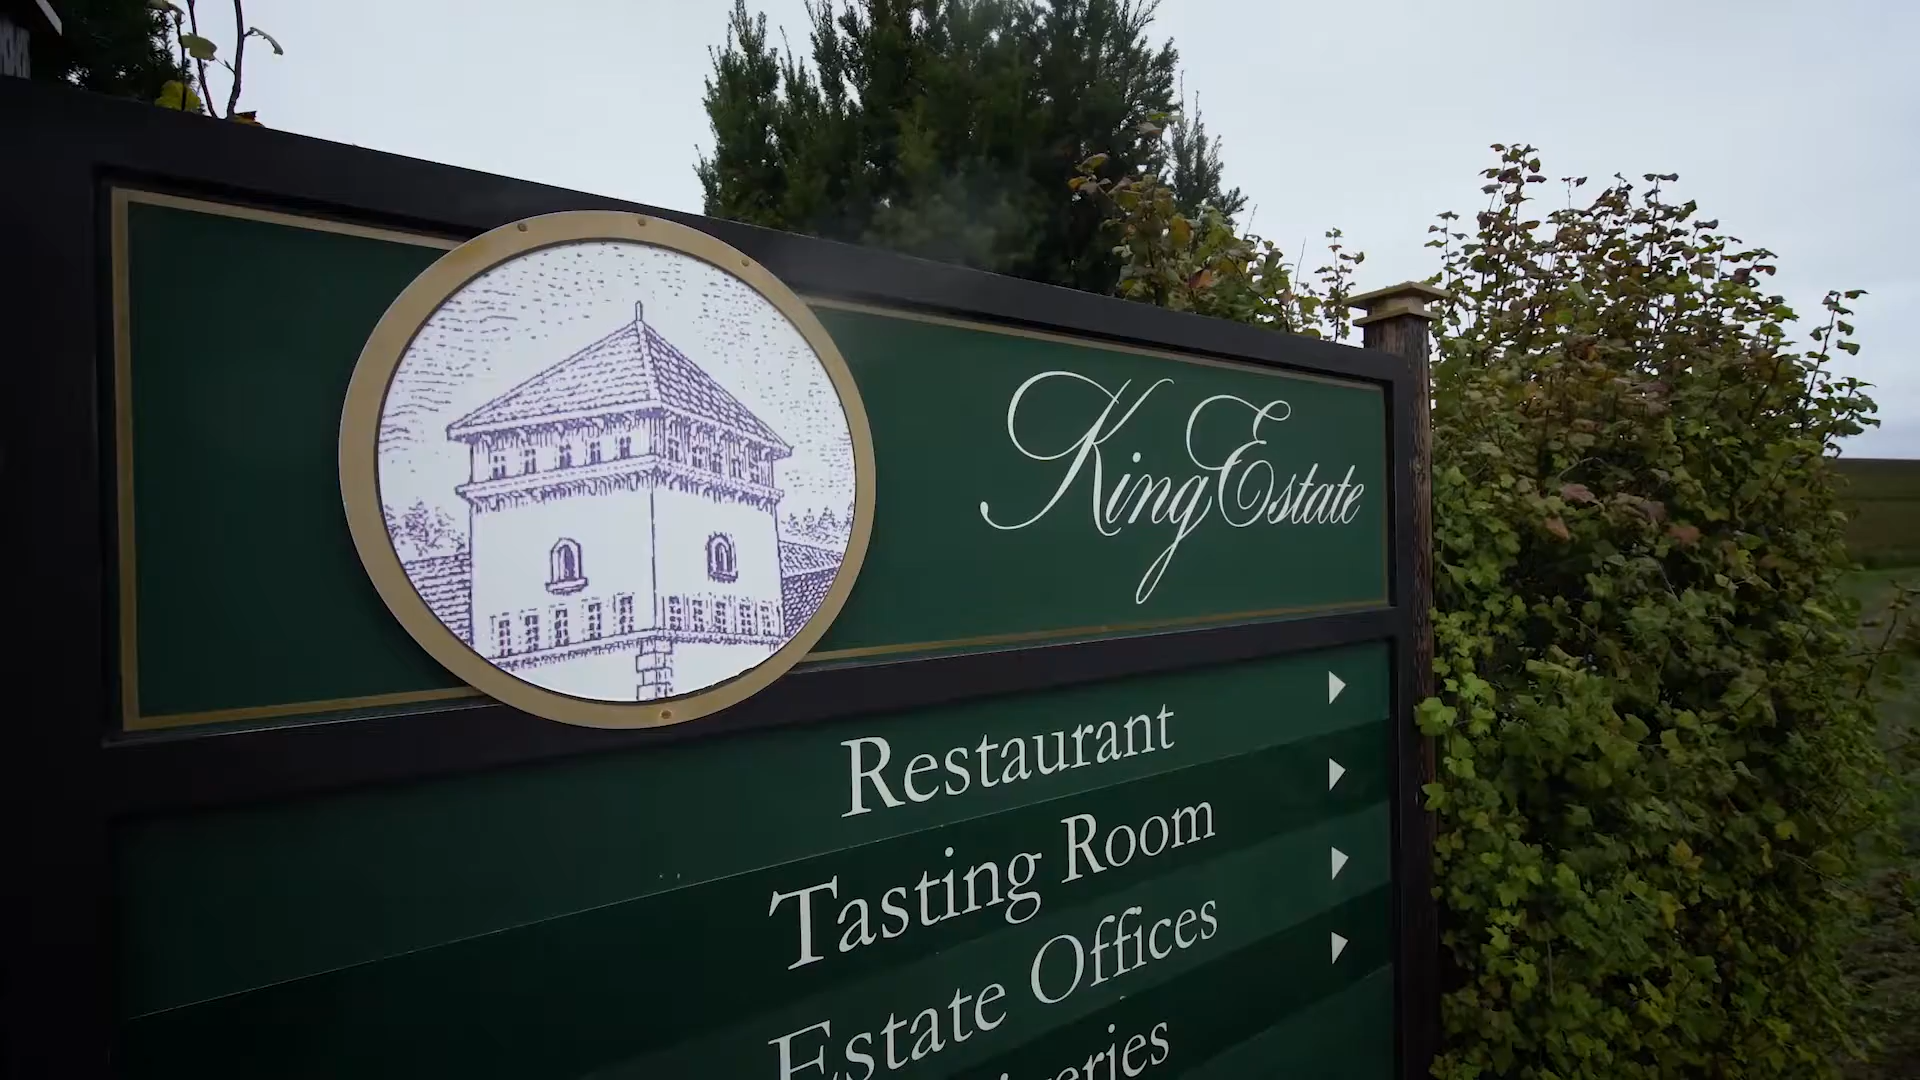 King Estate
Restaurant
Tasting Room
Estate Offices